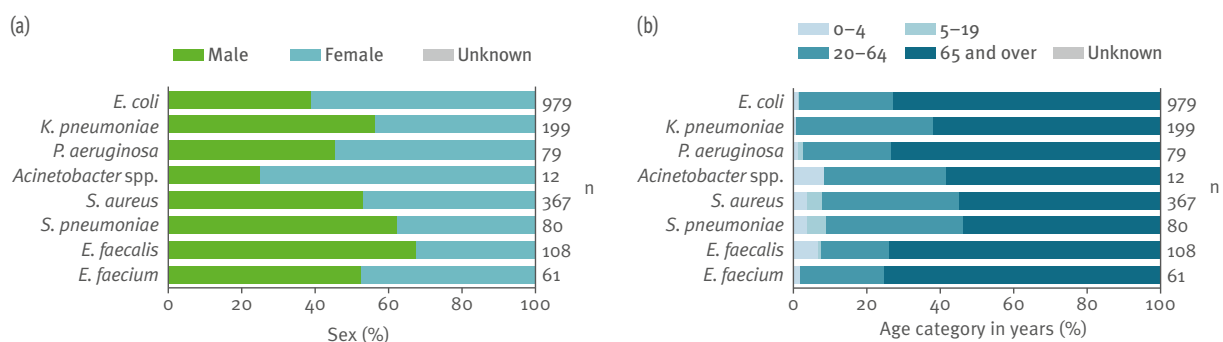 (a)
Male Female Unknown
E. coli 979
K. pneumoniae 199
P. aeruginosa 79
Acinetobacter spp. 12
n
S. aureus 367
S. pneumoniae 80
E. faecalis 108
E. faecium 61
0 20 40 60 80 100
Sex (%)
(b)
0–4 5–19
20–64 65 and over Unknown
E. coli 979
K. pneumoniae 199
P. aeruginosa 79
Acinetobacter spp. 12
n
S. aureus 367
S. pneumoniae 80
E. faecalis 108
E. faecium 61
0 20 40 60 80 100
Age category in years (%)